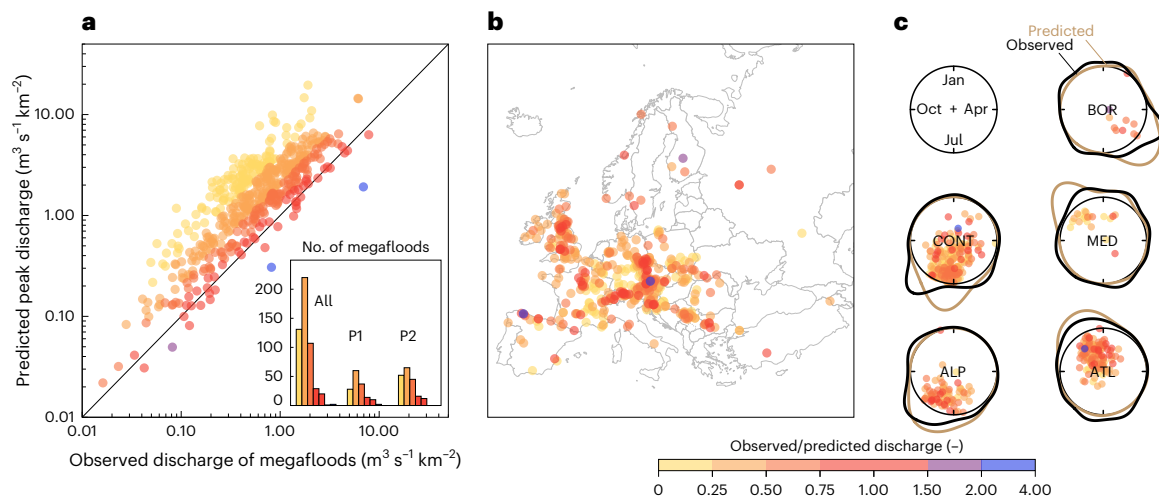 a
b
c
Predicted peak discharge (m³ s⁻¹ km⁻²)
10.00
1.00
0.10
0.01
0.01
0.10
1.00
10.00
Observed discharge of megafloods (m³ s⁻¹ km⁻²)
No. of megafloods
200
150
100
50
0
All
P1
P2
Predicted
Observed
Jan
Oct + Apr
Jul
BOR
CONT
MED
ALP
ATL
Observed/predicted discharge (–)
0
0.25
0.50
0.75
1.00
1.50
2.00
4.00